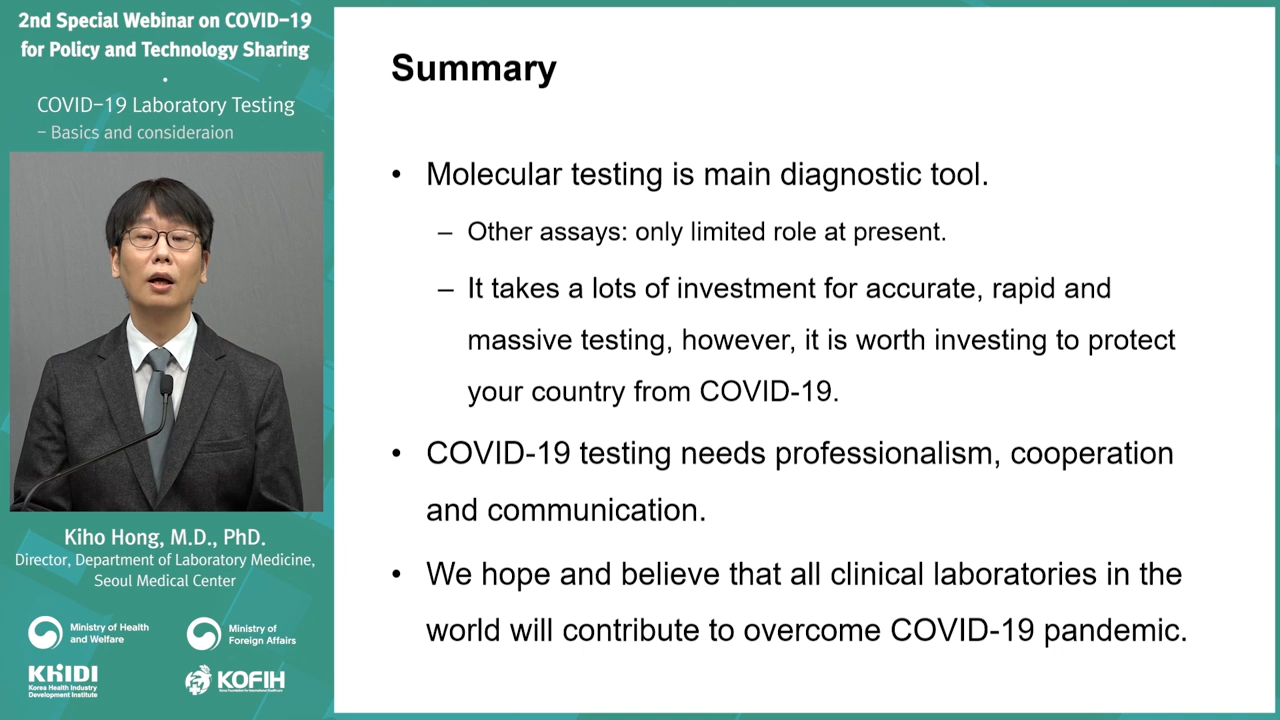 2nd Special Webinar on COVID-19
for Policy and Technology Sharing
·
COVID-19 Laboratory Testing
- Basics and consideraion
Kiho Hong, M.D., PhD.
Director, Department of Laboratory Medicine,
Seoul Medical Center
Ministry of Health
and Welfare
Ministry of
Foreign Affairs
KHIDI
Korea Health Industry
Development Institute
KOFIH
Korea Foundation for International Healthcare
Summary
• Molecular testing is main diagnostic tool.
– Other assays: only limited role at present.
– It takes a lots of investment for accurate, rapid and
massive testing, however, it is worth investing to protect
your country from COVID-19.
• COVID-19 testing needs professionalism, cooperation
and communication.
• We hope and believe that all clinical laboratories in the
world will contribute to overcome COVID-19 pandemic.